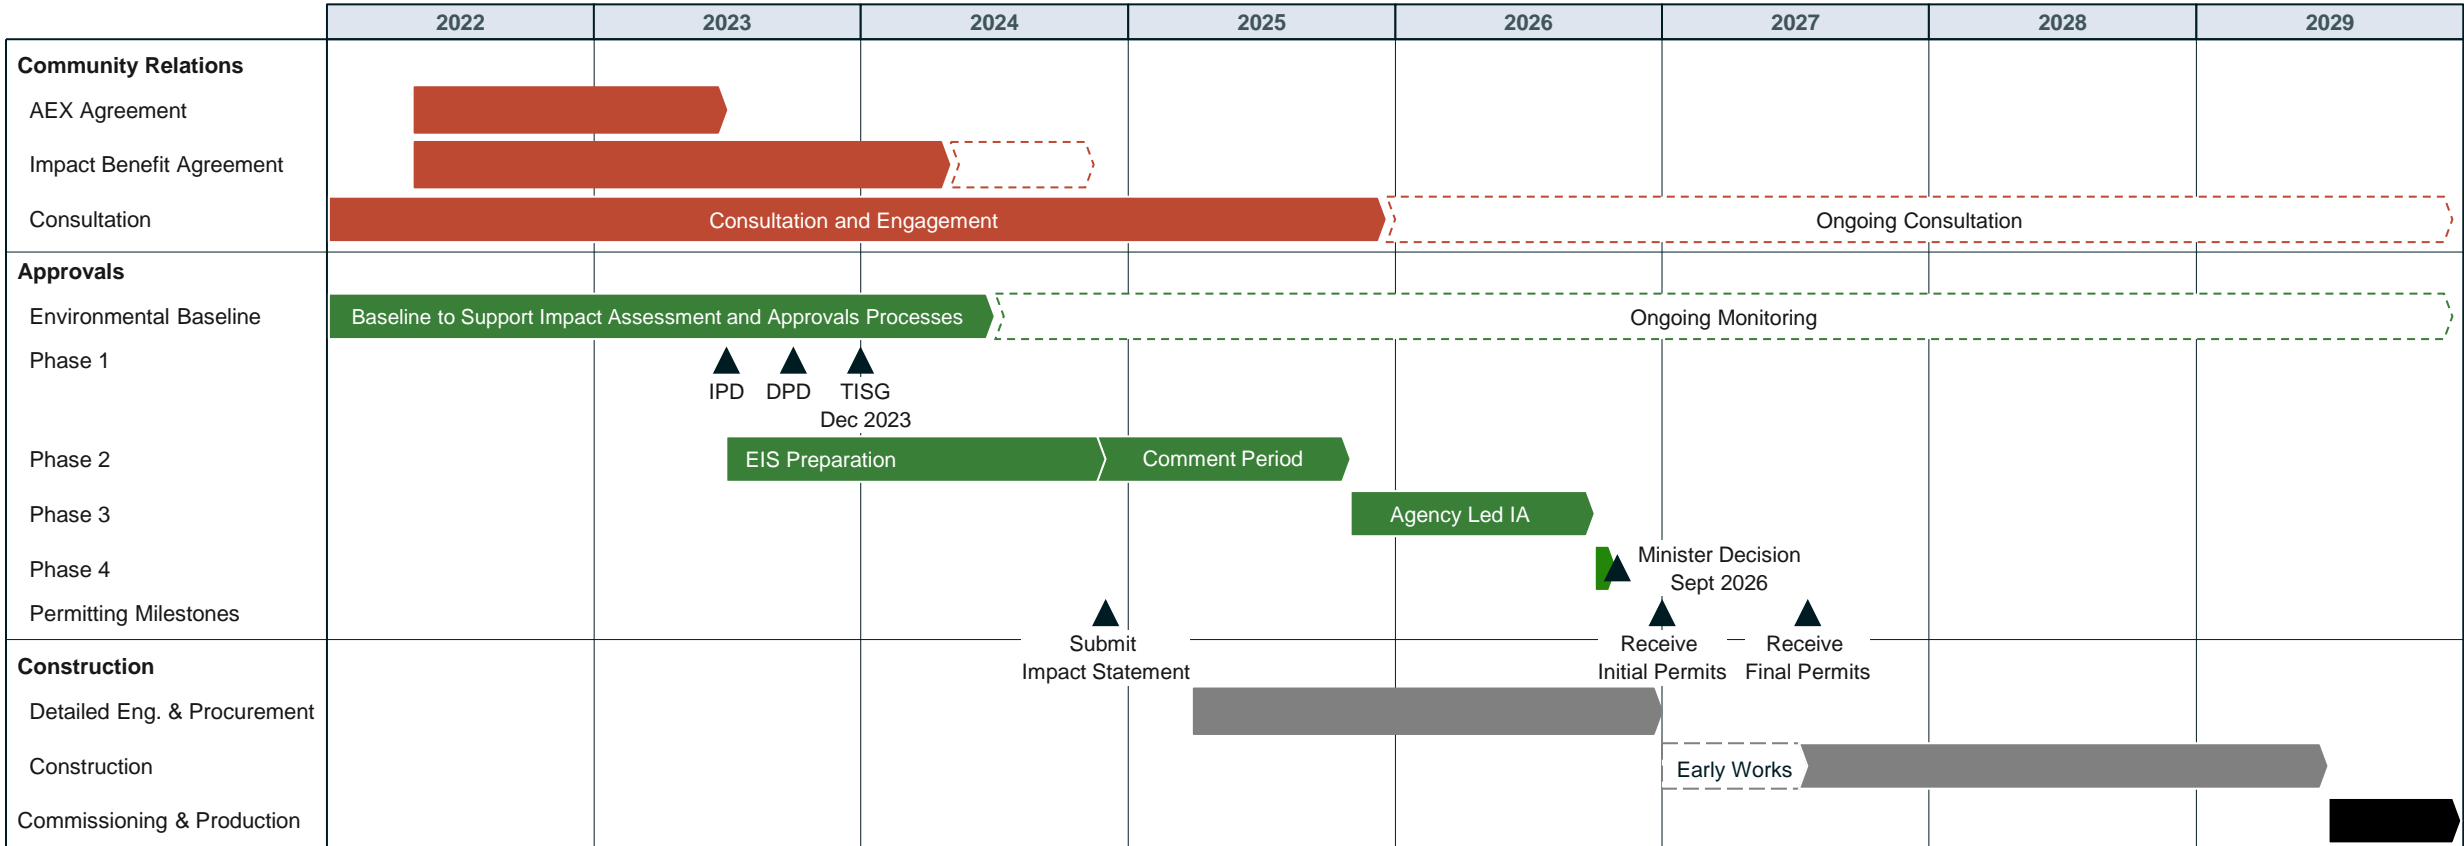 2022 2023 2024 2025 2026 2027 2028 2029
Community Relations
AEX Agreement
Impact Benefit Agreement
Consultation Consultation and Engagement Ongoing Consultation
Approvals
Environmental Baseline Baseline to Support Impact Assessment and Approvals Processes Ongoing Monitoring
Phase 1
IPD DPD TISG
Dec 2023
Phase 2 EIS Preparation Comment Period
Phase 3 Agency Led IA
Phase 4 Minister Decision
Sept 2026
Permitting Milestones
Submit Receive Receive
Impact Statement Initial Permits Final Permits
Construction
Detailed Eng. & Procurement
Construction Early Works
Commissioning & Production